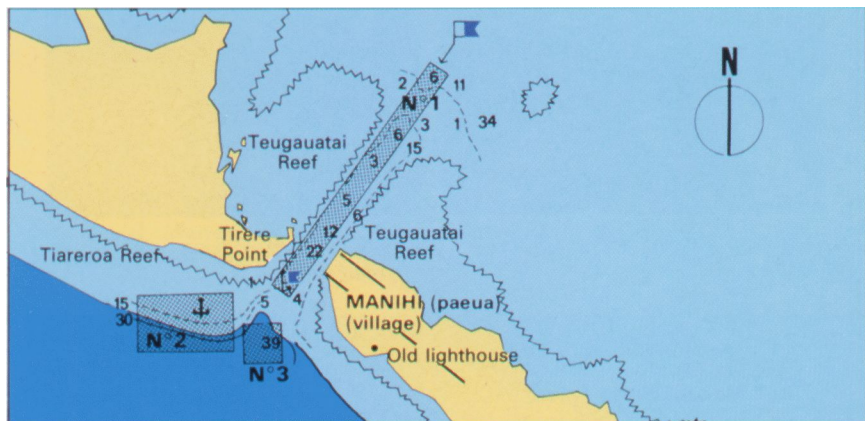 N
2
6
11
N°1
6
3
1
34
15
3
Teugauatai
Reef
5
6
12
22
Tirere
Point
Teugauatai
Reef
Tiareroa Reef
15
30
5
4
MANIHI (paeua)
(village)
39
N°2
N°3
Old lighthouse